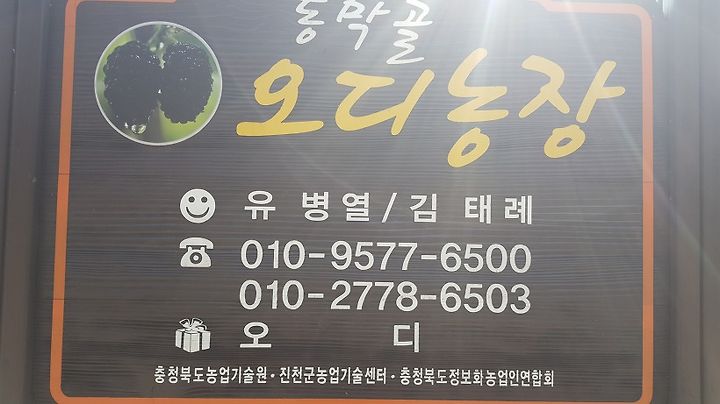 동막골
오디농장
유 병열/김 태례
010-9577-6500
010-2778-6503
오 디
충청북도농업기술원·진천군농업기술센터·충청북도정보화농업인연합회